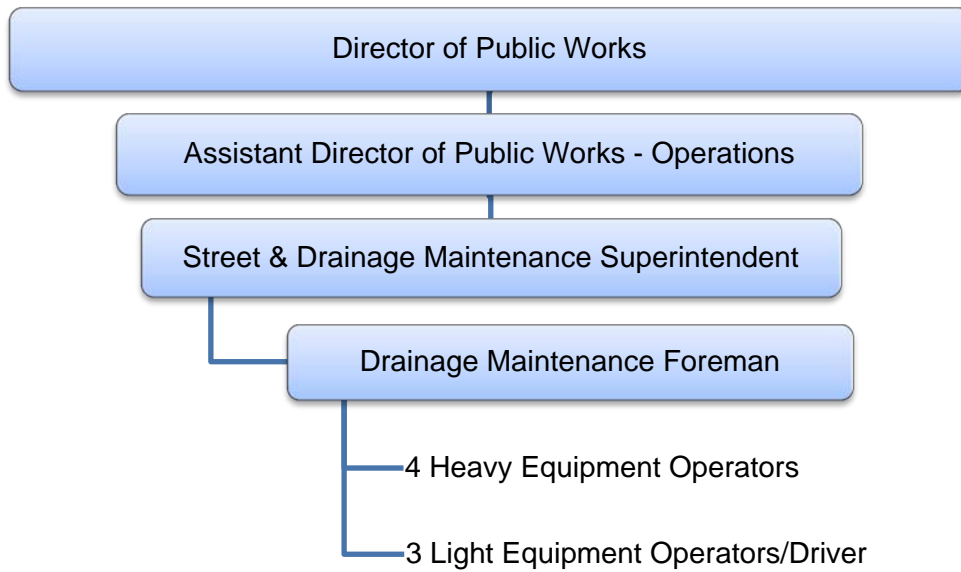 Director of Public Works
Assistant Director of Public Works - Operations
Street & Drainage Maintenance Superintendent
Drainage Maintenance Foreman
4 Heavy Equipment Operators
3 Light Equipment Operators/Driver